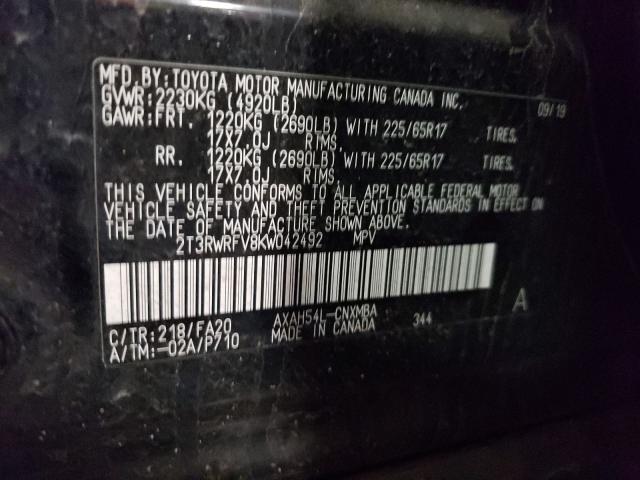 MFD.BY:TOYOTA MOTOR MANUFACTURING CANADA INC. 09/19
GVWR:2230KG (4920LB)
GAWR:FRT. 1220KG (2690LB) WITH 225/65R17 TIRES,
17X7.0J RIMS,
RR. 1220KG (2690LB) WITH 225/65R17 TIRES,
17X7.0J RIMS,
THIS VEHICLE CONFORMS TO ALL APPLICABLE FEDERAL MOTOR
VEHICLE SAFETY AND THEFT PREVENTION STANDARDS IN EFFECT ON
THE DATE OF MANUFACTURE SHOWN ABOVE.
2T3RWRFV8KW042492 MPV
A
C/TR:218/FA20 AXAH54L-CNXMBA 344
A/TM:-02A/P710 MADE IN CANADA